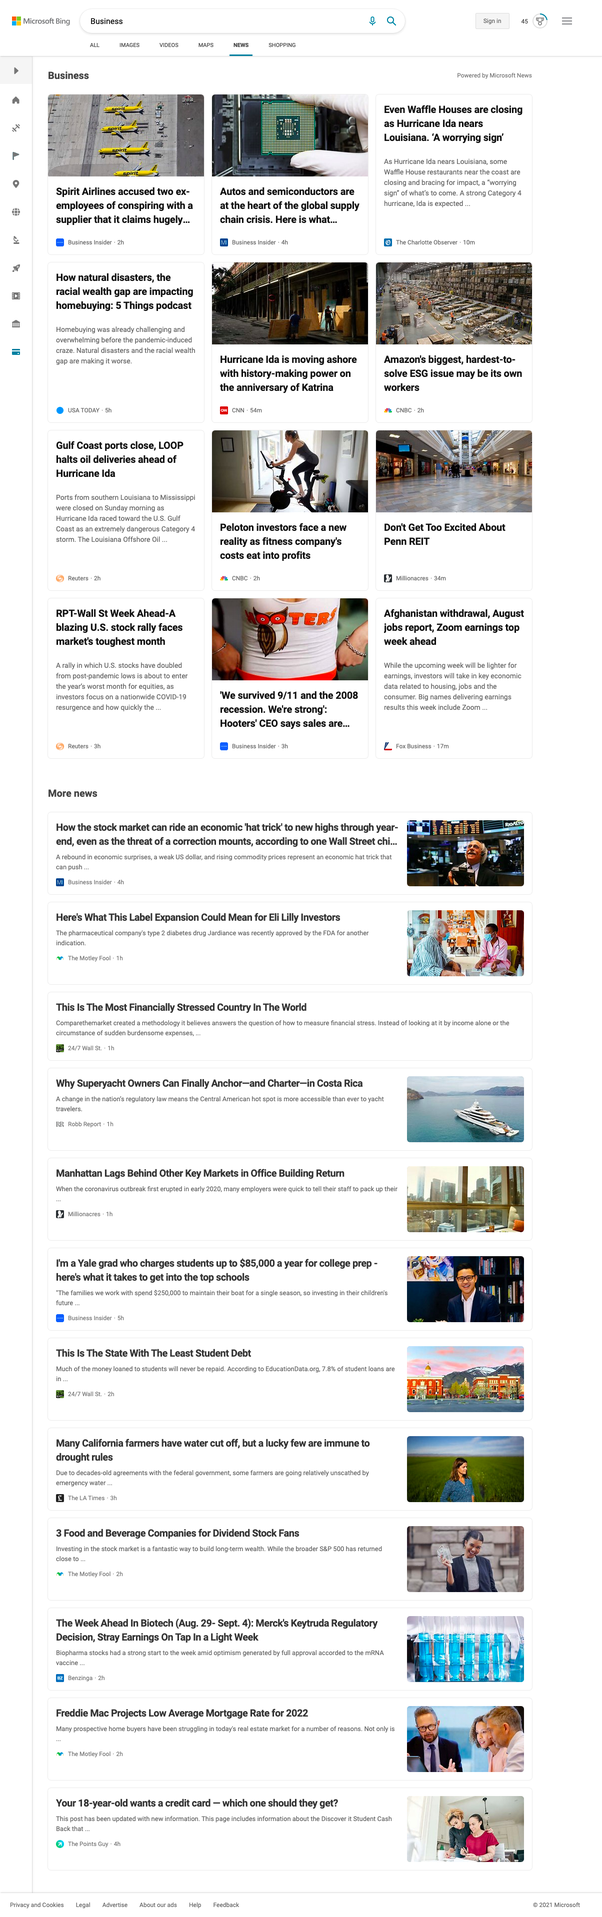 Microsoft Bing
Business
Sign in
45
ALL
IMAGES
VIDEOS
MAPS
NEWS
SHOPPING
Business
Powered by Microsoft News
Spirit Airlines accused two ex-
employees of conspiring with a
supplier that it claims hugely...
Business Insider · 2h
Autos and semiconductors are
at the heart of the global supply
chain crisis. Here is what...
Business Insider · 4h
Even Waffle Houses are closing
as Hurricane Ida nears
Louisiana. 'A worrying sign'
As Hurricane Ida nears Louisiana, some
Waffle House restaurants near the coast are
closing and bracing for impact, a "worrying
sign" of what's to come. A strong Category 4
hurricane, Ida is expected ...
The Charlotte Observer · 10m
How natural disasters, the
racial wealth gap are impacting
homebuying: 5 Things podcast
Homebuying was already challenging and
overwhelming before the pandemic-induced
craze. Natural disasters and the racial wealth
gap are making it worse.
USA TODAY · 5h
Hurricane Ida is moving ashore
with history-making power on
the anniversary of Katrina
CNN · 54m
Amazon's biggest, hardest-to-
solve ESG issue may be its own
workers
CNBC · 2h
Gulf Coast ports close, LOOP
halts oil deliveries ahead of
Hurricane Ida
Ports from southern Louisiana to Mississippi
were closed on Sunday morning as
Hurricane Ida raced toward the U.S. Gulf
Coast as an extremely dangerous Category 4
storm. The Louisiana Offshore Oil ...
Reuters · 2h
Peloton investors face a new
reality as fitness company's
costs eat into profits
CNBC · 2h
Don't Get Too Excited About
Penn REIT
Millionacres · 34m
RPT-Wall St Week Ahead-A
blazing U.S. stock rally faces
market's toughest month
A rally in which U.S. stocks have doubled
from post-pandemic lows is about to enter
the year's worst month for equities, as
investors focus on a nationwide COVID-19
resurgence and how quickly the ...
Reuters · 3h
HOOTERS
'We survived 9/11 and the 2008
recession. We're strong':
Hooters' CEO says sales are...
Business Insider · 3h
Afghanistan withdrawal, August
jobs report, Zoom earnings top
week ahead
While the upcoming week will be lighter for
earnings, investors will take in key economic
data related to housing, jobs and the
consumer. Big names delivering earnings
results this week include Zoom ...
Fox Business · 17m
More news
How the stock market can ride an economic 'hat trick' to new highs through year-
end, even as the threat of a correction mounts, according to one Wall Street chi...
A rebound in economic surprises, a weak US dollar, and rising commodity prices represent an economic hat trick that
can push ...
Business Insider · 4h
Here's What This Label Expansion Could Mean for Eli Lilly Investors
The pharmaceutical company's type 2 diabetes drug Jardiance was recently approved by the FDA for another
indication.
The Motley Fool · 1h
This Is The Most Financially Stressed Country In The World
Comparethemarket created a methodology it believes answers the question of how to measure financial stress. Instead of looking at it by income alone or the
circumstance of sudden burdensome expenses, ...
24/7 Wall St. · 1h
Why Superyacht Owners Can Finally Anchor—and Charter—in Costa Rica
A change in the nation's regulatory law means the Central American hot spot is more accessible than ever to yacht
travelers.
Robb Report · 1h
Manhattan Lags Behind Other Key Markets in Office Building Return
When the coronavirus outbreak first erupted in early 2020, many employers were quick to tell their staff to pack up their
...
Millionacres · 1h
I'm a Yale grad who charges students up to $85,000 a year for college prep -
here's what it takes to get into the top schools
"The families we work with spend $250,000 to maintain their boat for a single season, so investing in their children's
future ...
Business Insider · 5h
This Is The State With The Least Student Debt
Much of the money loaned to students will never be repaid. According to EducationData.org, 7.8% of student loans are
in ...
24/7 Wall St. · 2h
Many California farmers have water cut off, but a lucky few are immune to
drought rules
Due to decades-old agreements with the federal government, some farmers are going relatively unscathed by
emergency water ...
The LA Times · 3h
3 Food and Beverage Companies for Dividend Stock Fans
Investing in the stock market is a fantastic way to build long-term wealth. While the broader S&P 500 has returned
close to ...
The Motley Fool · 2h
The Week Ahead In Biotech (Aug. 29- Sept. 4): Merck's Keytruda Regulatory
Decision, Stray Earnings On Tap In a Light Week
Biopharma stocks had a strong start to the week amid optimism generated by full approval accorded to the mRNA
vaccine ...
Benzinga · 2h
Freddie Mac Projects Low Average Mortgage Rate for 2022
Many prospective home buyers have been struggling in today's real estate market for a number of reasons. Not only is
...
The Motley Fool · 2h
Your 18-year-old wants a credit card — which one should they get?
This post has been updated with new information. This page includes information about the Discover it Student Cash
Back that ...
The Points Guy · 4h
Privacy and Cookies
Legal
Advertise
About our ads
Help
Feedback
© 2021 Microsoft